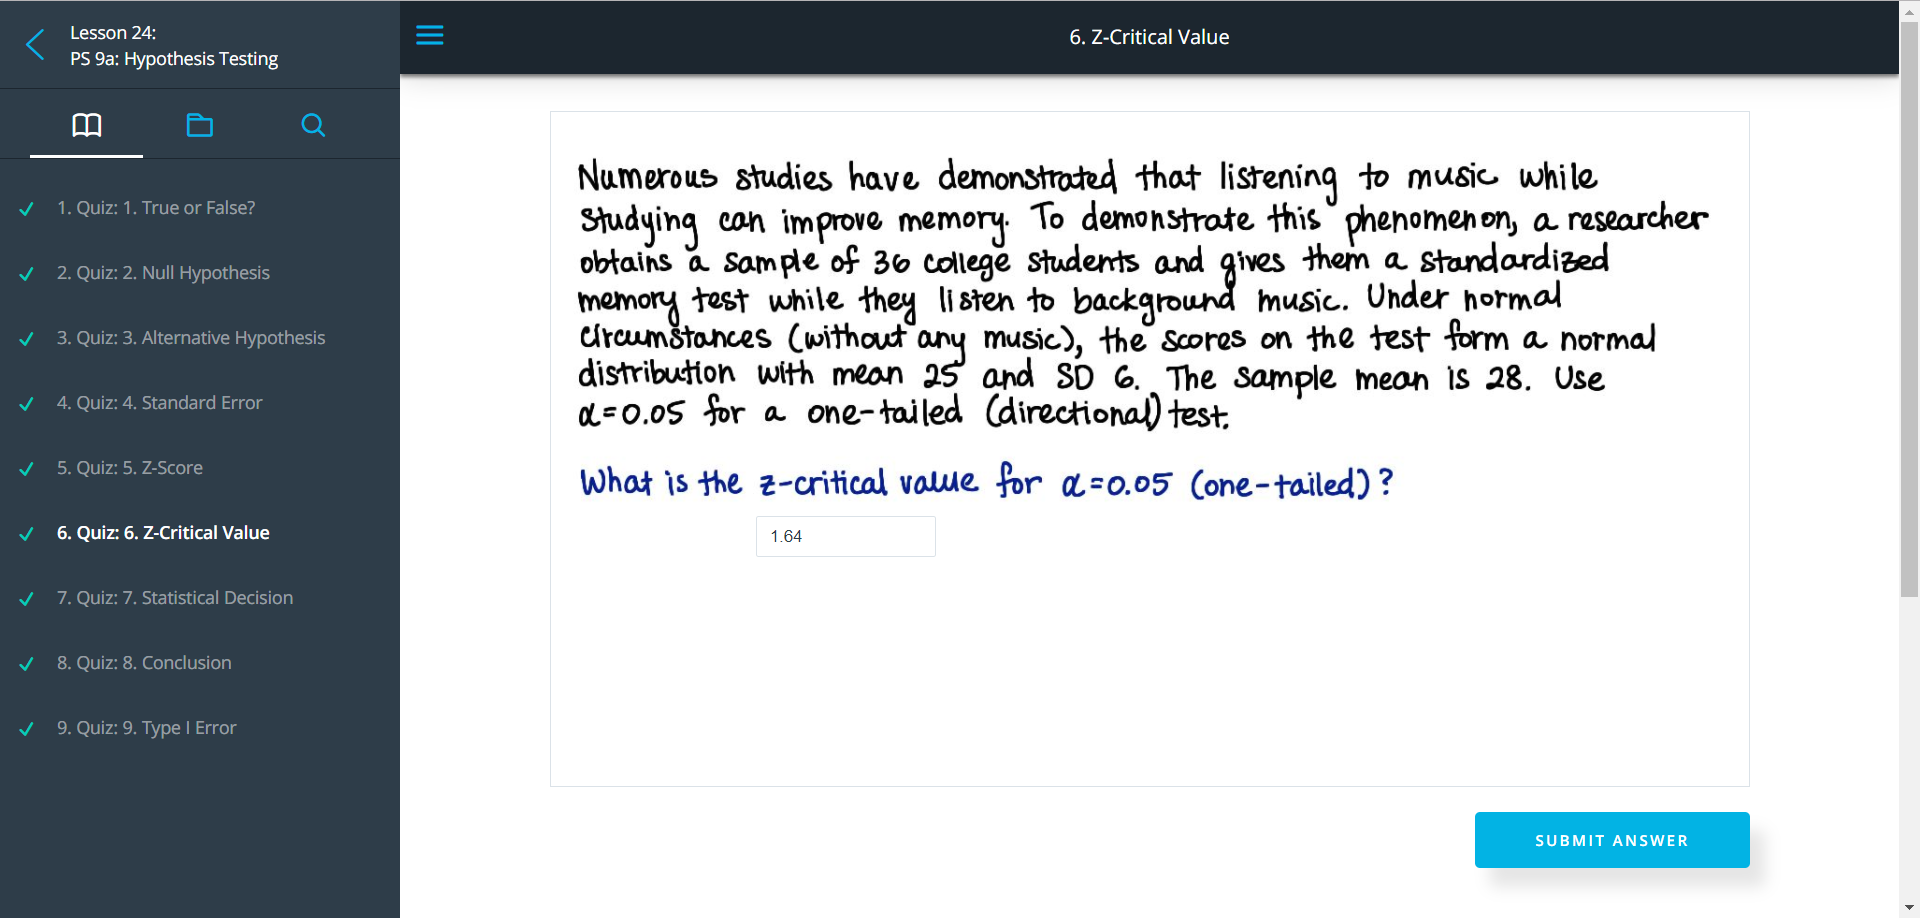 Lesson 24:
PS 9a: Hypothesis Testing
1. Quiz: 1. True or False?
2. Quiz: 2. Null Hypothesis
3. Quiz: 3. Alternative Hypothesis
4. Quiz: 4. Standard Error
5. Quiz: 5. Z-Score
6. Quiz: 6. Z-Critical Value
7. Quiz: 7. Statistical Decision
8. Quiz: 8. Conclusion
9. Quiz: 9. Type I Error
6. Z-Critical Value
Numerous studies have demonstrated that listening to music while
studying can improve memory. To demonstrate this phenomenon, a researcher
obtains a sample of 36 college students and gives them a standardized
memory test while they listen to background music. Under normal
circumstances (without any music), the scores on the test form a normal
distribution with mean 25 and SD 6. The sample mean is 28. Use
α=0.05 for a one-tailed (directional) test.
What is the z-critical value for α=0.05 (one-tailed)?
1.64
SUBMIT ANSWER